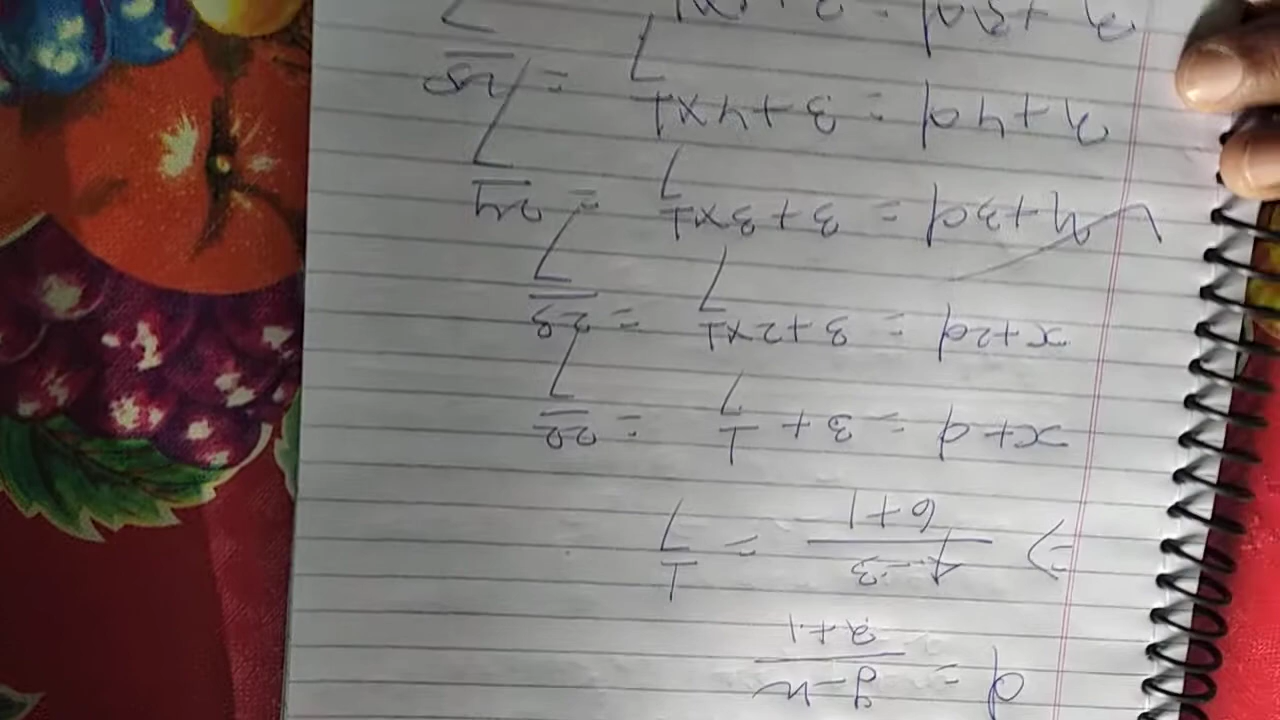 d = y-x / n+1
=> 4-3 / 6+1 = 1/7
x+d = 3+1/7 = 22/7
x+2d = 3+2×1/7 = 23/7
x+3d = 3+3×1/7 = 24/7
x+4d = 3+4×1/7 = 25/7